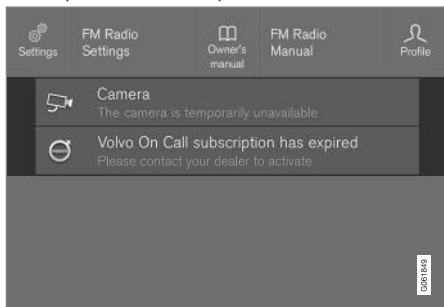 Settings
FM Radio
Settings
Owner's
manual
FM Radio
Manual
Profile
Camera
The camera is temporarily unavailable
Volvo On Call subscription has expired
Please contact your dealer to activate
G061849